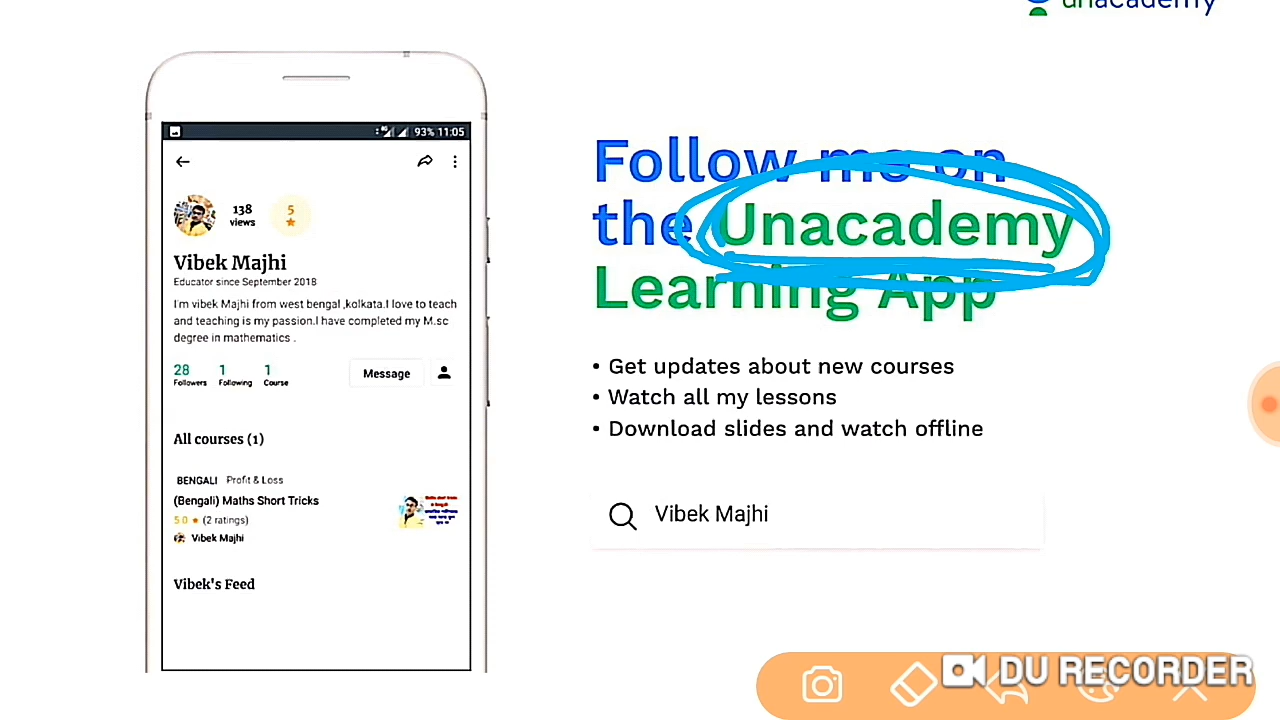 unacademy
93% 11:05
138
views
5
Vibek Majhi
Educator since September 2018
I'm vibek Majhi from west bengal ,kolkata.I love to teach
and teaching is my passion.I have completed my M.sc
degree in mathematics .
28 1 1
Followers Following Course
Message
All courses (1)
BENGALI Profit & Loss
(Bengali) Maths Short Tricks
5.0 ★ (2 ratings)
Vibek Majhi
Vibek's Feed
Follow me on
the Unacademy
Learning App
• Get updates about new courses
• Watch all my lessons
• Download slides and watch offline
Vibek Majhi
DU RECORDER